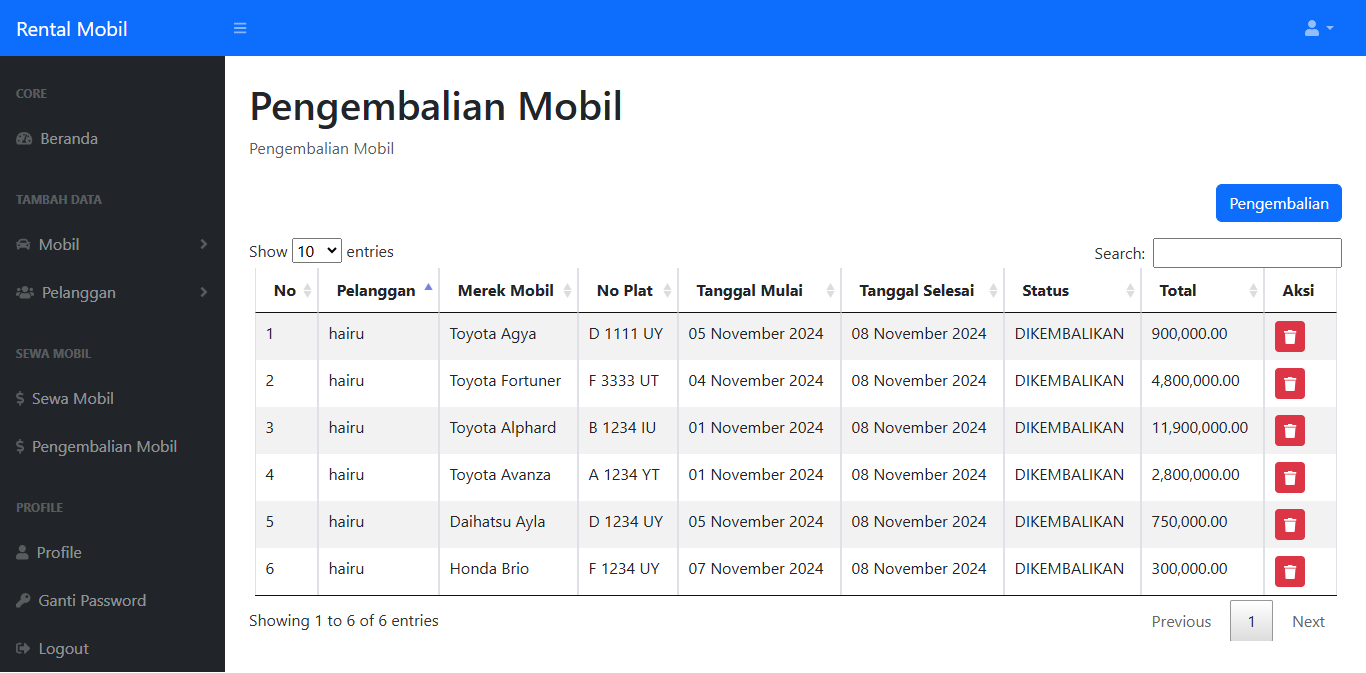 Rental Mobil
CORE
Beranda
TAMBAH DATA
Mobil
Pelanggan
SEWA MOBIL
$ Sewa Mobil
$ Pengembalian Mobil
PROFILE
Profile
Ganti Password
Logout
Pengembalian Mobil
Pengembalian Mobil
Pengembalian
Show 10 entries Search:
No Pelanggan Merek Mobil No Plat Tanggal Mulai Tanggal Selesai Status Total Aksi
1 hairu Toyota Agya D 1111 UY 05 November 2024 08 November 2024 DIKEMBALIKAN 900,000.00
2 hairu Toyota Fortuner F 3333 UT 04 November 2024 08 November 2024 DIKEMBALIKAN 4,800,000.00
3 hairu Toyota Alphard B 1234 IU 01 November 2024 08 November 2024 DIKEMBALIKAN 11,900,000.00
4 hairu Toyota Avanza A 1234 YT 01 November 2024 08 November 2024 DIKEMBALIKAN 2,800,000.00
5 hairu Daihatsu Ayla D 1234 UY 05 November 2024 08 November 2024 DIKEMBALIKAN 750,000.00
6 hairu Honda Brio F 1234 UY 07 November 2024 08 November 2024 DIKEMBALIKAN 300,000.00
Showing 1 to 6 of 6 entries Previous 1 Next